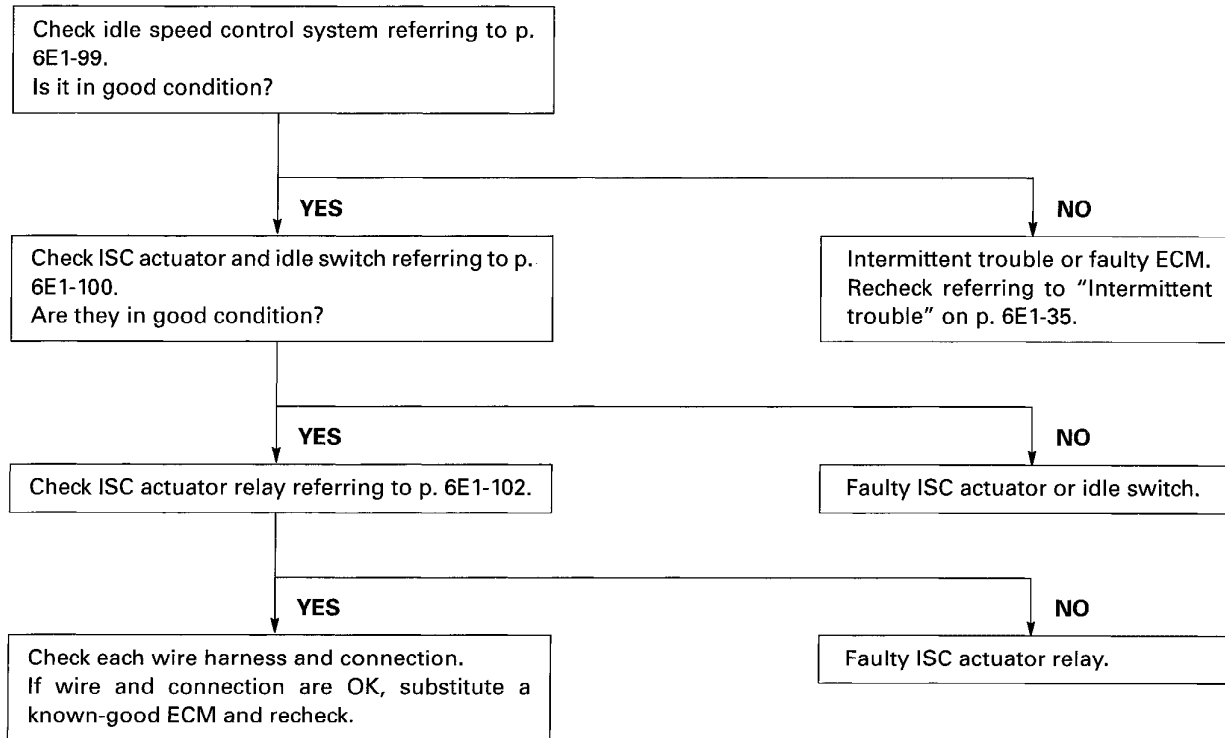 Check idle speed control system referring to p.
6E1-99.
Is it in good condition?
YES
NO
Check ISC actuator and idle switch referring to p.
6E1-100.
Are they in good condition?
Intermittent trouble or faulty ECM.
Recheck referring to "Intermittent
trouble" on p. 6E1-35.
YES
NO
Check ISC actuator relay referring to p. 6E1-102.
Faulty ISC actuator or idle switch.
YES
NO
Check each wire harness and connection.
If wire and connection are OK, substitute a
known-good ECM and recheck.
Faulty ISC actuator relay.